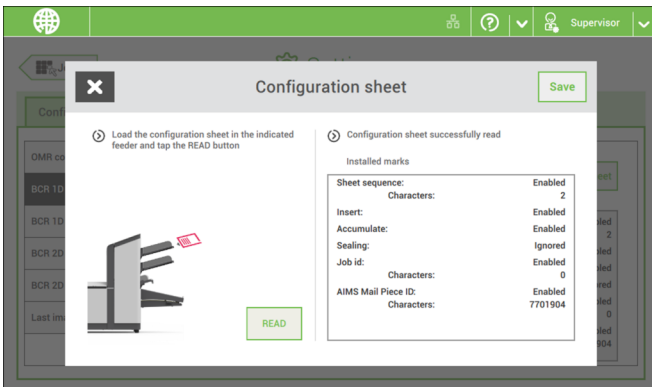 Supervisor
Configuration sheet
Save
Load the configuration sheet in the indicated
feeder and tap the READ button
READ
Configuration sheet successfully read
Installed marks
Sheet sequence: Enabled
Characters: 2
Insert: Enabled
Accumulate: Enabled
Sealing: Ignored
Job id: Enabled
Characters: 0
AIMS Mail Piece ID: Enabled
Characters: 7701904
OMR co
BCR 1D
BCR 1D
BCR 2D
BCR 2D
Last ima